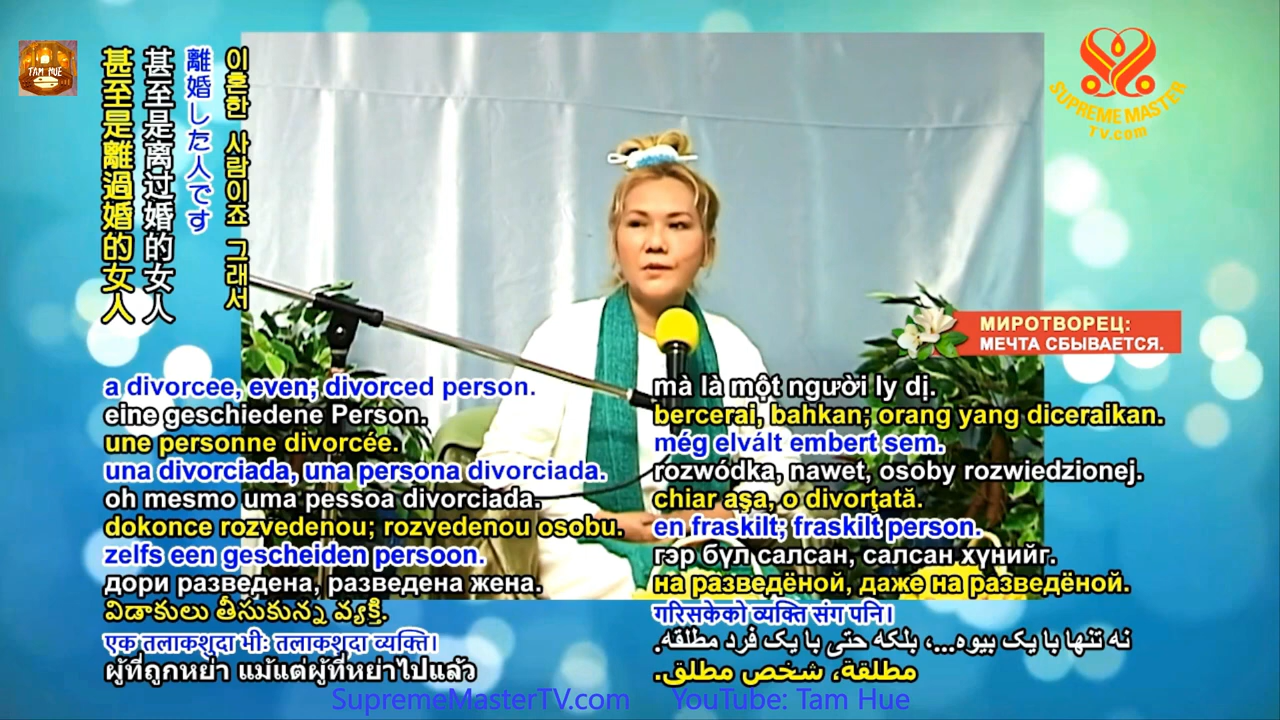 TAM HUE
이혼한 사람이죠 그래서
離婚した人です
甚至是离过婚的女人
甚至是離過婚的女人
SUPREME MASTER
TV.com
МИРОТВОРЕЦ:
МЕЧТА СБЫВАЕТСЯ.
a divorcee, even; divorced person.
eine geschiedene Person.
une personne divorcée.
una divorciada, una persona divorciada.
oh mesmo uma pessoa divorciada.
dokonce rozvedenou; rozvedenou osobu.
zelfs een gescheiden persoon.
дори разведена, разведена жена.
విడాకులు తీసుకున్న వ్యక్తి.
एक तलाकशुदा भी; तलाकशुदा व्यक्ति।
ผู้ที่ถูกหย่า แม้แต่ผู้ที่หย่าไปแล้ว
mà là một người ly dị.
bercerai, bahkan; orang yang diceraikan.
még elvált embert sem.
rozwódka, nawet, osoby rozwiedzionej.
chiar aşa, o divorţată.
en fraskilt; fraskilt person.
гэр бүл салсан, салсан хүнийг.
на разведёной, даже на разведёной.
गरिसकेको व्यक्ति संग पनि।
نه تنها با یک بیوه...، بلکه حتی با یک فرد مطلقه.
مطلقة، شخص مطلق.
SupremeMasterTV.com YouTube: Tam Hue